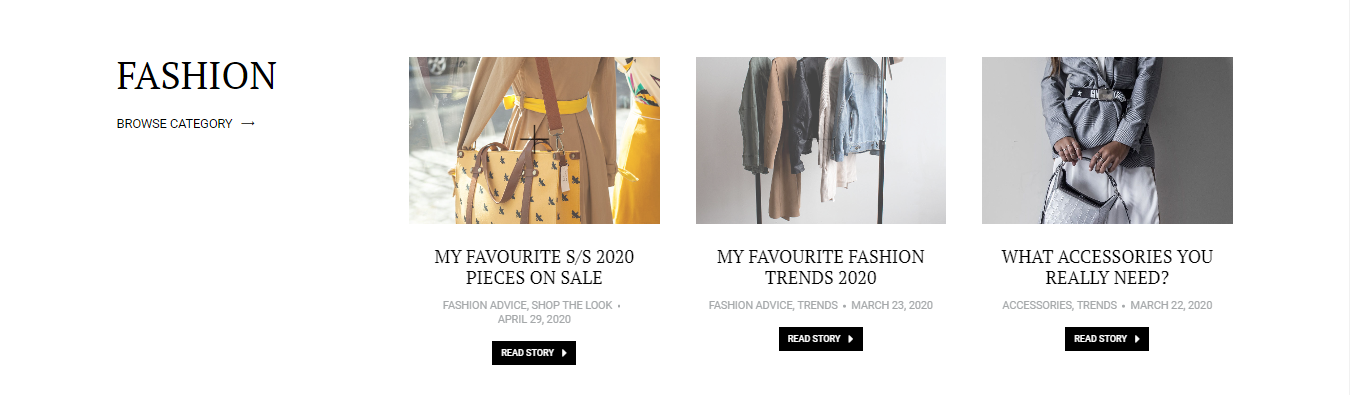 FASHION
BROWSE CATEGORY →
MY FAVOURITE S/S 2020
PIECES ON SALE
FASHION ADVICE, SHOP THE LOOK •
APRIL 29, 2020
READ STORY
MY FAVOURITE FASHION
TRENDS 2020
FASHION ADVICE, TRENDS • MARCH 23, 2020
READ STORY
WHAT ACCESSORIES YOU
REALLY NEED?
ACCESSORIES, TRENDS • MARCH 22, 2020
READ STORY